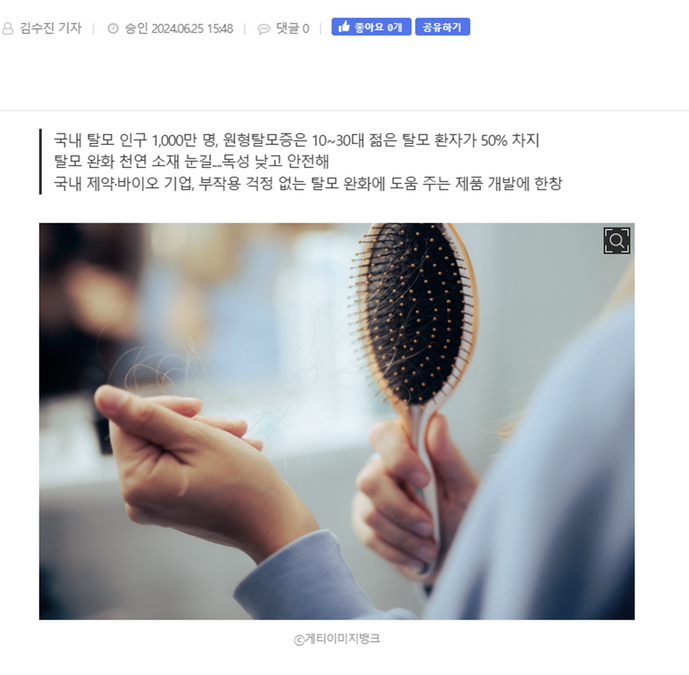 김수진 기자 | 승인 2024.06.25 15:48 | 댓글 0 | 좋아요 0개 공유하기
국내 탈모 인구 1,000만 명, 원형탈모증은 10~30대 젊은 탈모 환자가 50% 차지
탈모 완화 천연 소재 눈길...독성 낮고 안전해
국내 제약·바이오 기업, 부작용 걱정 없는 탈모 완화에 도움 주는 제품 개발에 한창
ⓒ게티이미지뱅크